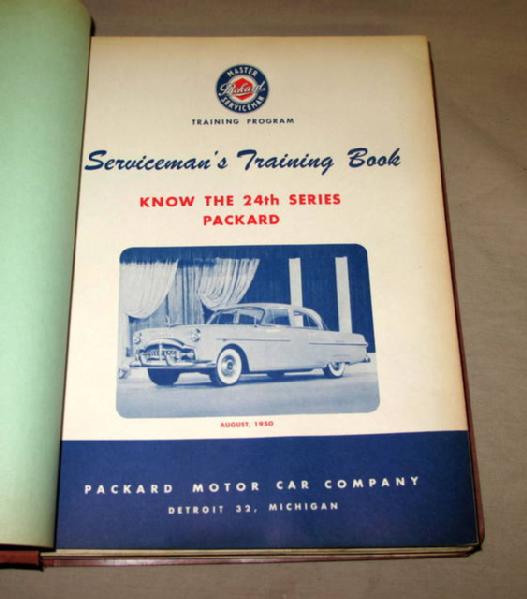 MASTER
Packard
SERVICEMAN
TRAINING PROGRAM
Serviceman's Training Book
KNOW THE 24th SERIES
PACKARD
AUGUST, 1950
PACKARD MOTOR CAR COMPANY
DETROIT 32, MICHIGAN